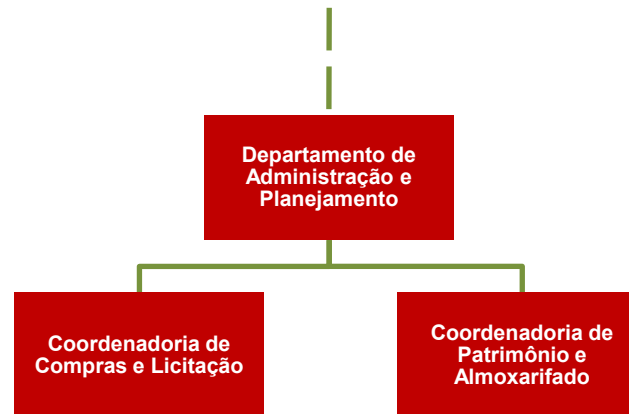 Departamento de
Administração e
Planejamento
Coordenadoria de
Compras e Licitação
Coordenadoria de
Patrimônio e
Almoxarifado